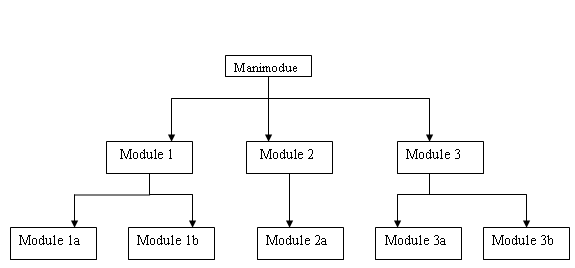 Manimodue
Module 1
Module 2
Module 3
Module 1a
Module 1b
Module 2a
Module 3a
Module 3b